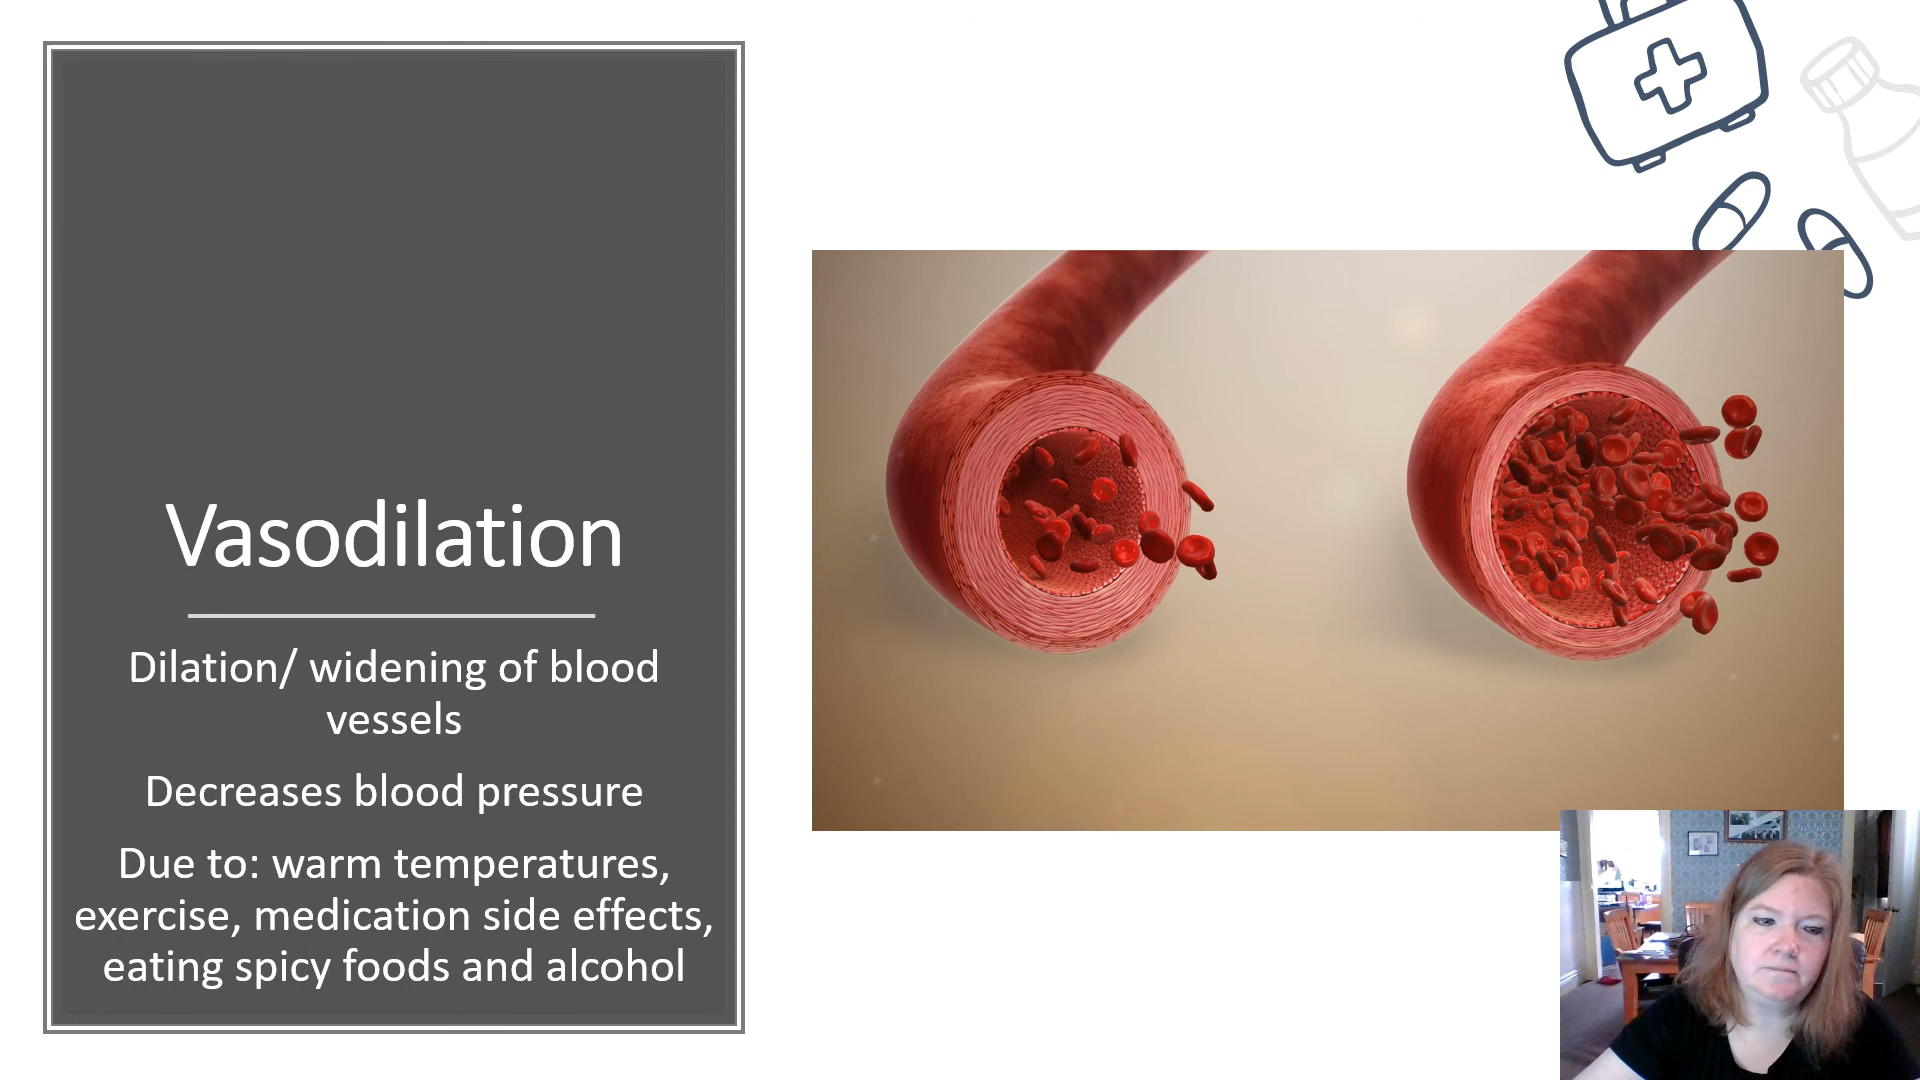 Vasodilation
Dilation/ widening of blood
vessels
Decreases blood pressure
Due to: warm temperatures,
exercise, medication side effects,
eating spicy foods and alcohol